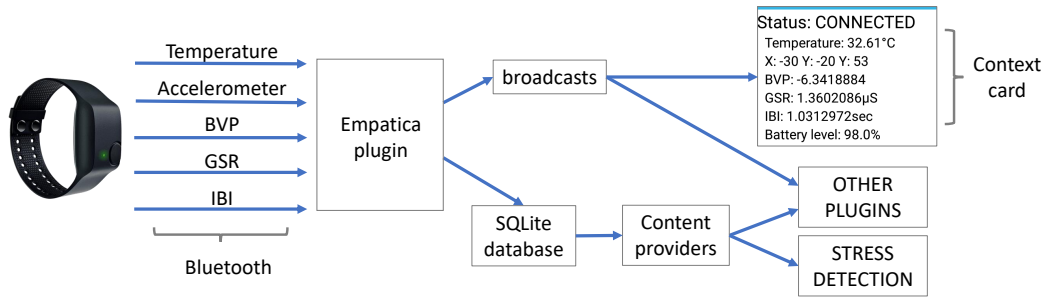 Temperature
Accelerometer
BVP
GSR
IBI
Bluetooth
Empatica
plugin
broadcasts
SQLite
database
Content
providers
Status: CONNECTED
Temperature: 32.61°C
X: -30 Y: -20 Y: 53
BVP: -6.3418884
GSR: 1.3602086µS
IBI: 1.0312972sec
Battery level: 98.0%
Context
card
OTHER
PLUGINS
STRESS
DETECTION